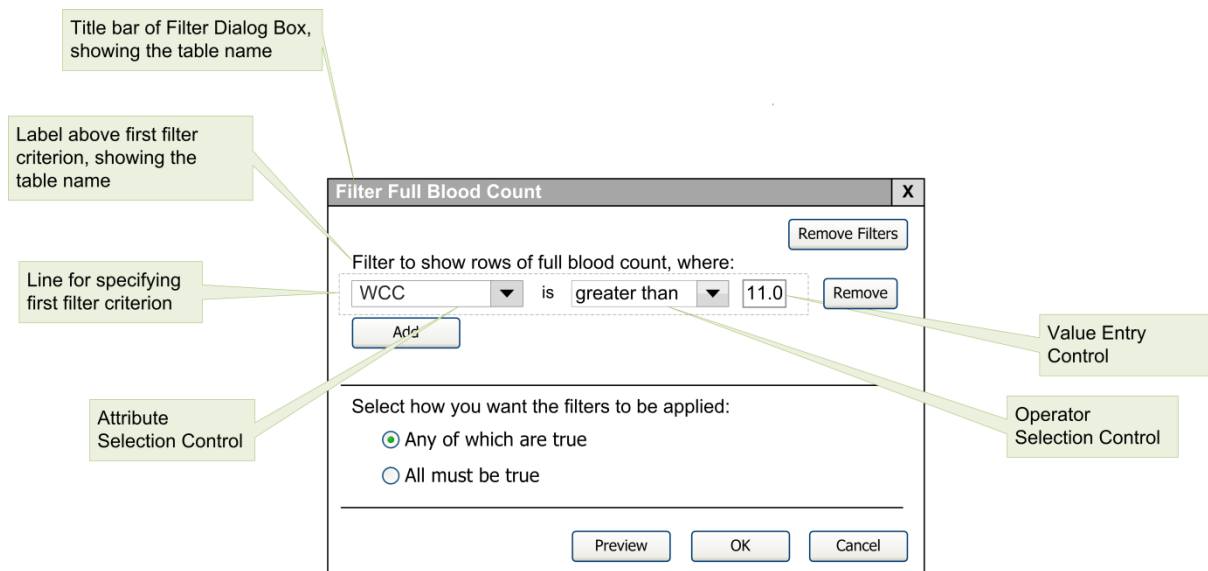 Title bar of Filter Dialog Box,
showing the table name
Label above first filter
criterion, showing the
table name
Filter Full Blood Count
X
Remove Filters
Filter to show rows of full blood count, where:
Line for specifying
first filter criterion
WCC is greater than 11.0 Remove
Add
Value Entry
Control
Select how you want the filters to be applied:
Attribute
Selection Control
Operator
Selection Control
Any of which are true
All must be true
Preview OK Cancel